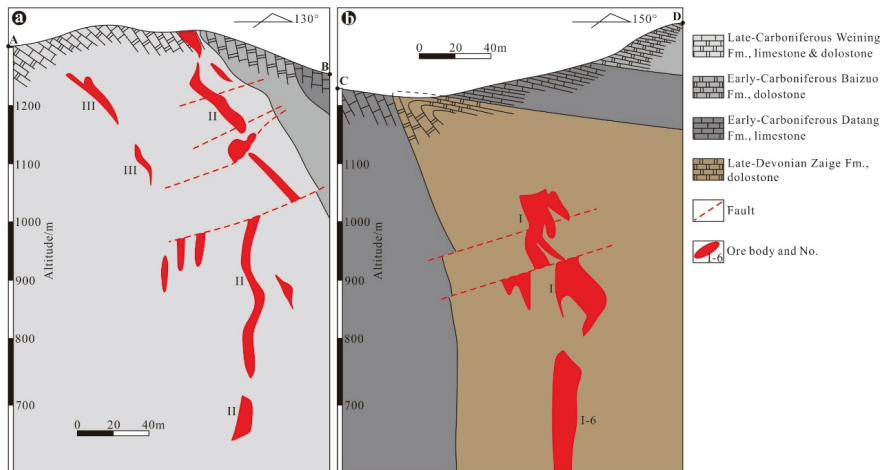 a
130°
A
B
III
II
III
II
II
1200
1100
1000
900
800
700
Altitude/m
0 20 40m
b
150°
D
C
0 20 40m
I
I
I-6
1200
1100
1000
900
800
700
Altitude/m
Late-Carboniferous Weining
Fm., limestone & dolostone
Early-Carboniferous Baizuo
Fm., dolostone
Early-Carboniferous Datang
Fm., limestone
Late-Devonian Zaige Fm.,
dolostone
Fault
I-6
Ore body and No.